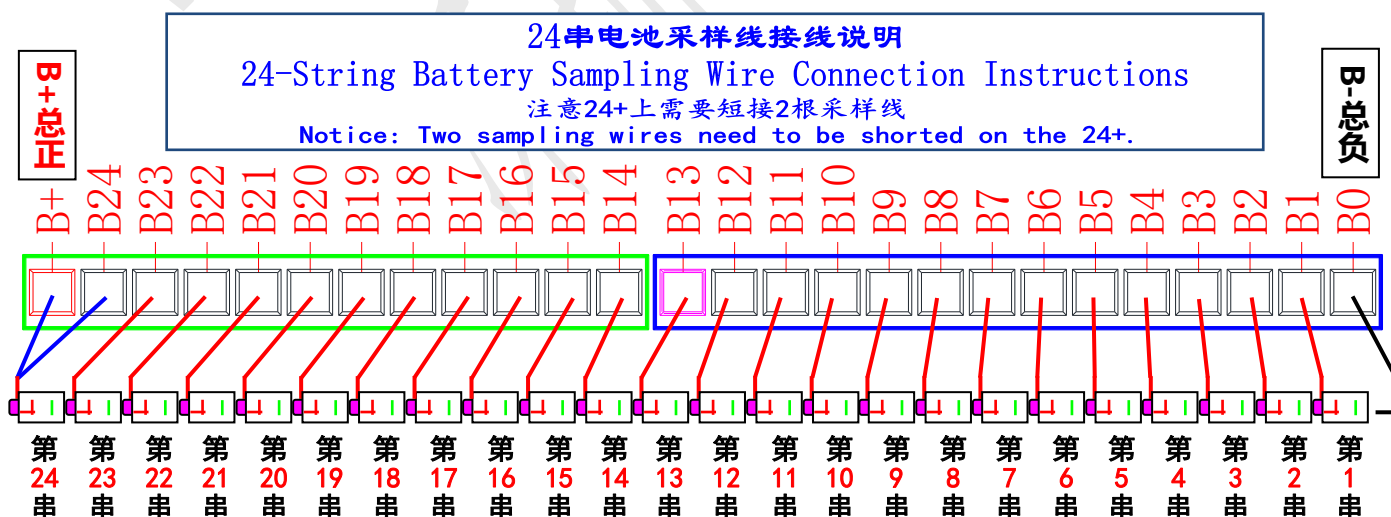 24串电池采样线接线说明
24-String Battery Sampling Wire Connection Instructions
注意24+上需要短接2根采样线
Notice: Two sampling wires need to be shorted on the 24+.
B+总正
B-总负
B+ B24 B23 B22 B21 B20 B19 B18 B17 B16 B15 B14 B13 B12 B11 B10 B9 B8 B7 B6 B5 B4 B3 B2 B1 B0
第 第 第 第 第 第 第 第 第 第 第 第 第 第 第 第 第 第 第 第 第 第 第 第
24 23 22 21 20 19 18 17 16 15 14 13 12 11 10 9 8 7 6 5 4 3 2 1
串 串 串 串 串 串 串 串 串 串 串 串 串 串 串 串 串 串 串 串 串 串 串 串